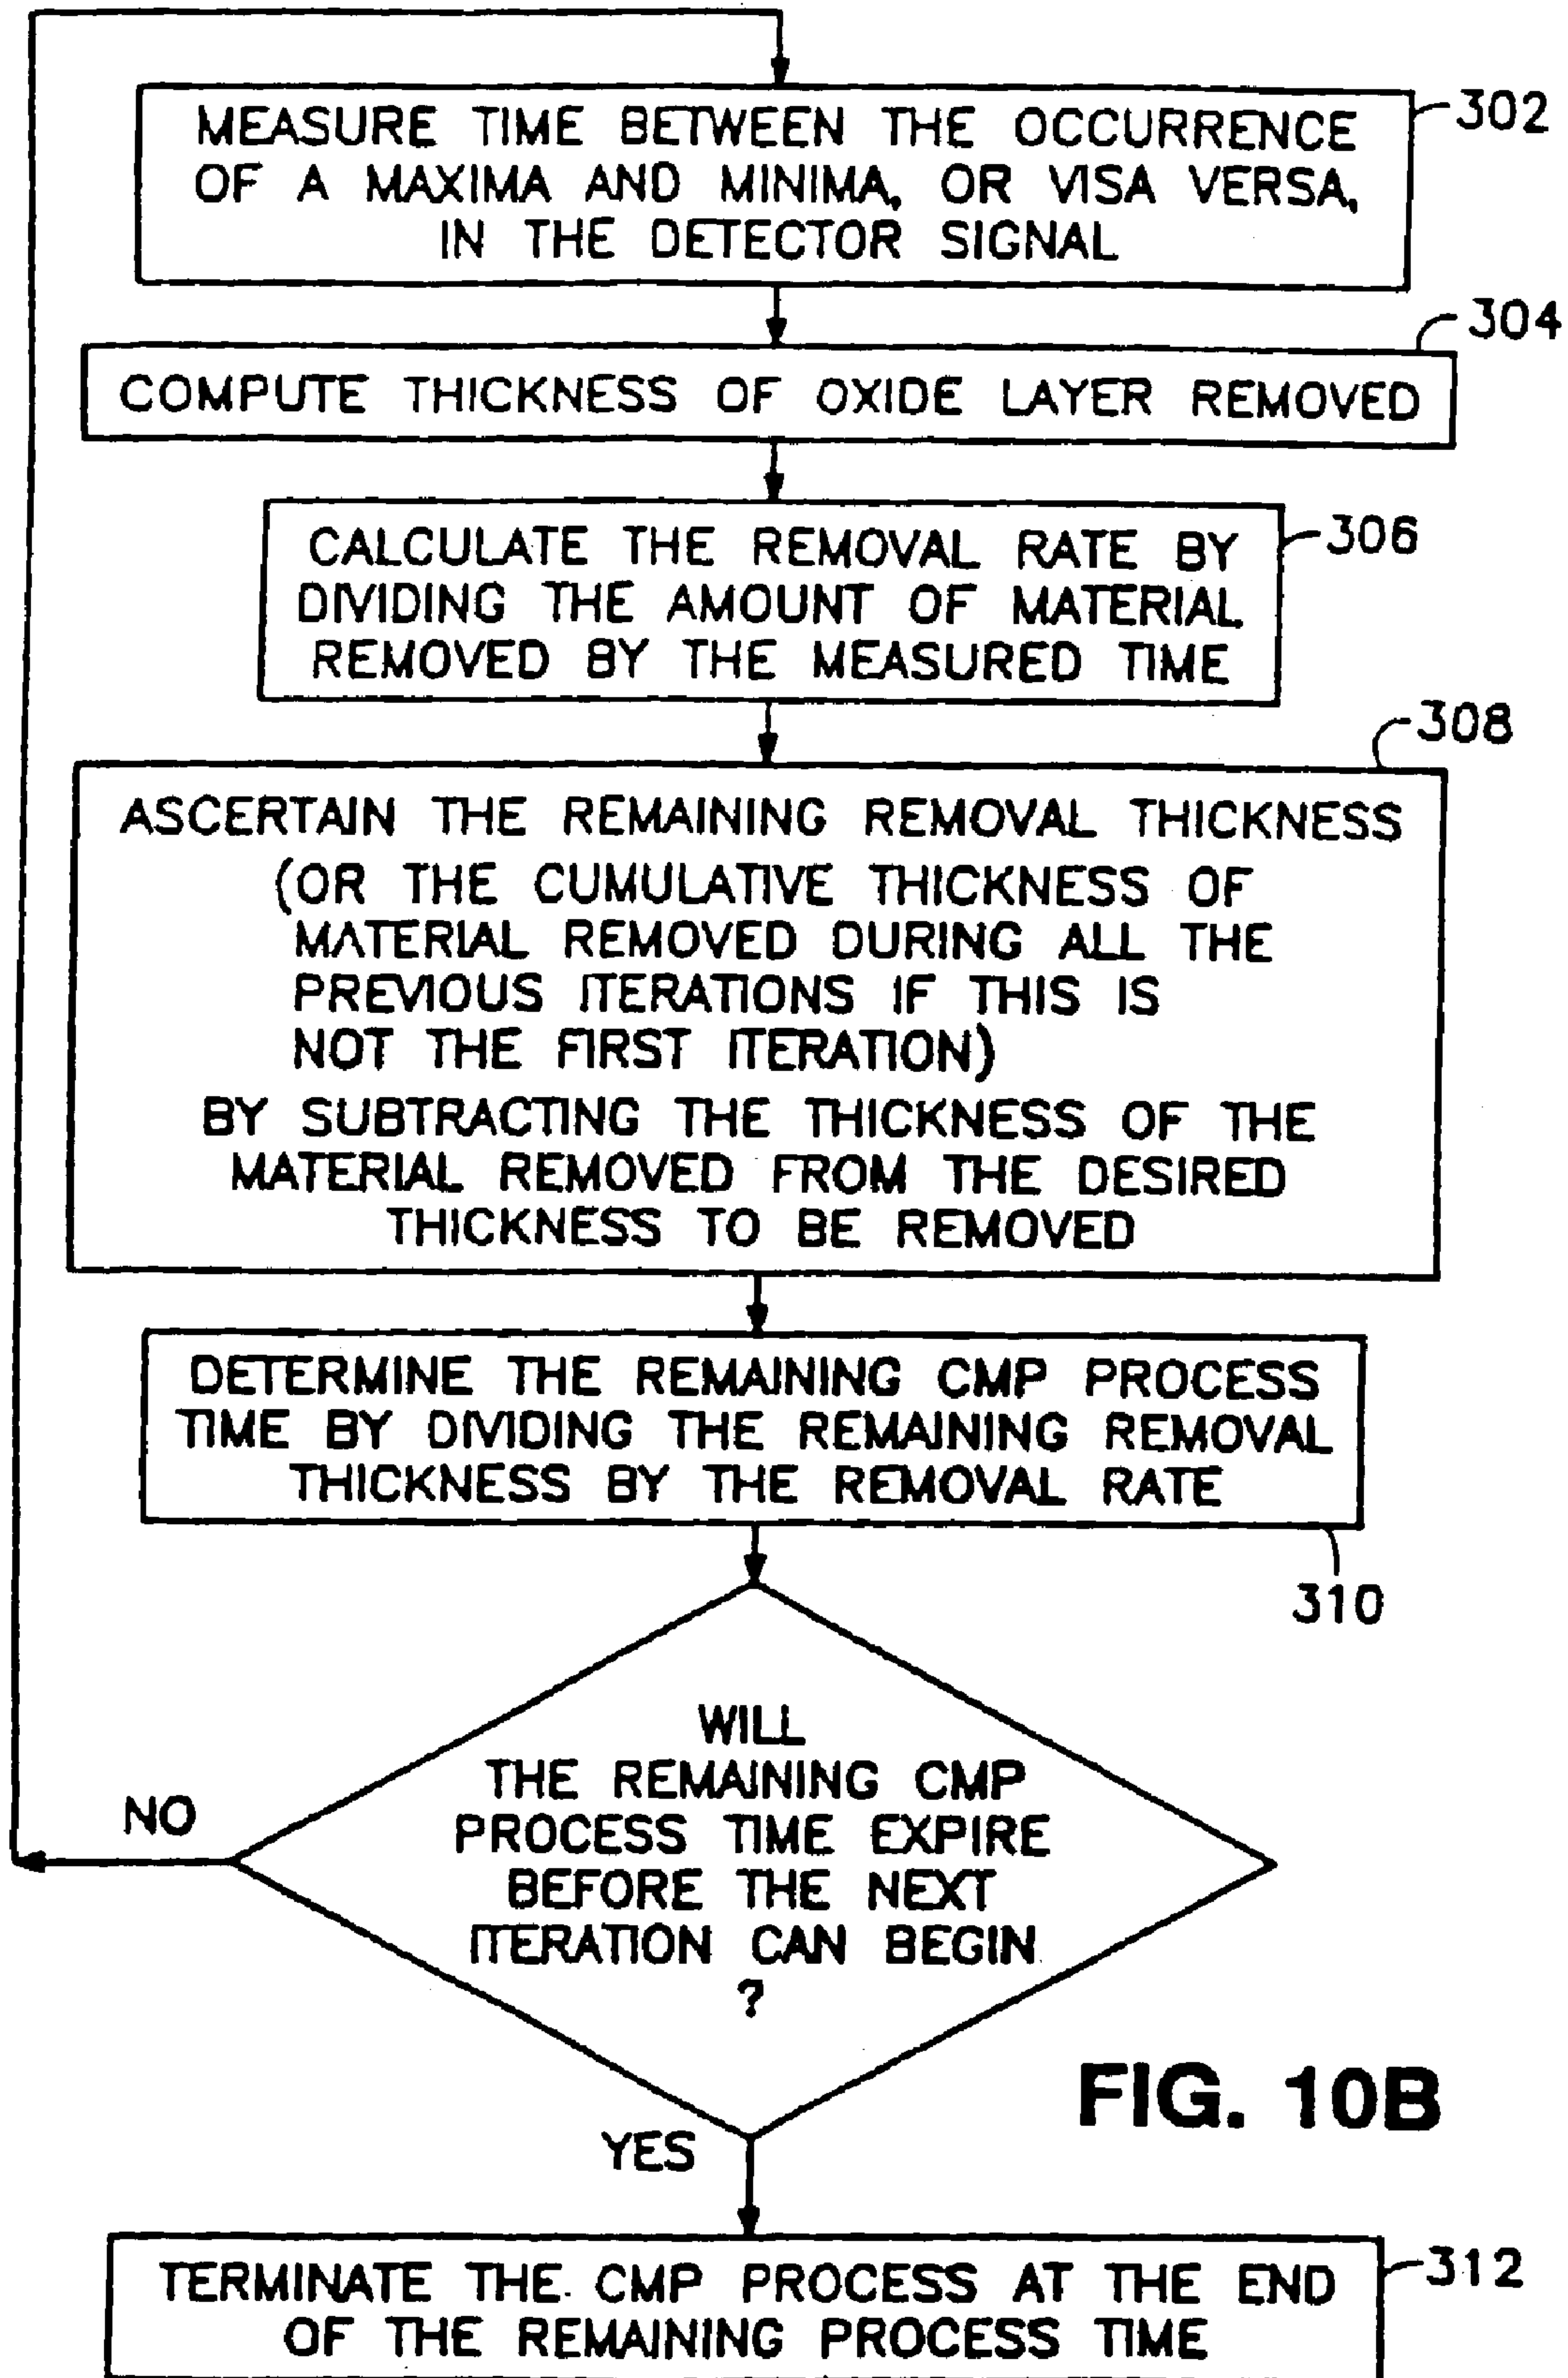 MEASURE TIME BETWEEN THE OCCURRENCE
OF A MAXIMA AND MINIMA, OR VISA VERSA,
IN THE DETECTOR SIGNAL
302
304
COMPUTE THICKNESS OF OXIDE LAYER REMOVED
CALCULATE THE REMOVAL RATE BY
DIVIDING THE AMOUNT OF MATERIAL
REMOVED BY THE MEASURED TIME
306
308
ASCERTAIN THE REMAINING REMOVAL THICKNESS
(OR THE CUMULATIVE THICKNESS OF
MATERIAL REMOVED DURING ALL THE
PREVIOUS ITERATIONS IF THIS IS
NOT THE FIRST ITERATION)
BY SUBTRACTING THE THICKNESS OF THE
MATERIAL REMOVED FROM THE DESIRED
THICKNESS TO BE REMOVED
DETERMINE THE REMAINING CMP PROCESS
TIME BY DIVIDING THE REMAINING REMOVAL
THICKNESS BY THE REMOVAL RATE
310
WILL
THE REMAINING CMP
PROCESS TIME EXPIRE
BEFORE THE NEXT
ITERATION CAN BEGIN
?
NO
YES
FIG. 10B
TERMINATE THE CMP PROCESS AT THE END
OF THE REMAINING PROCESS TIME
312